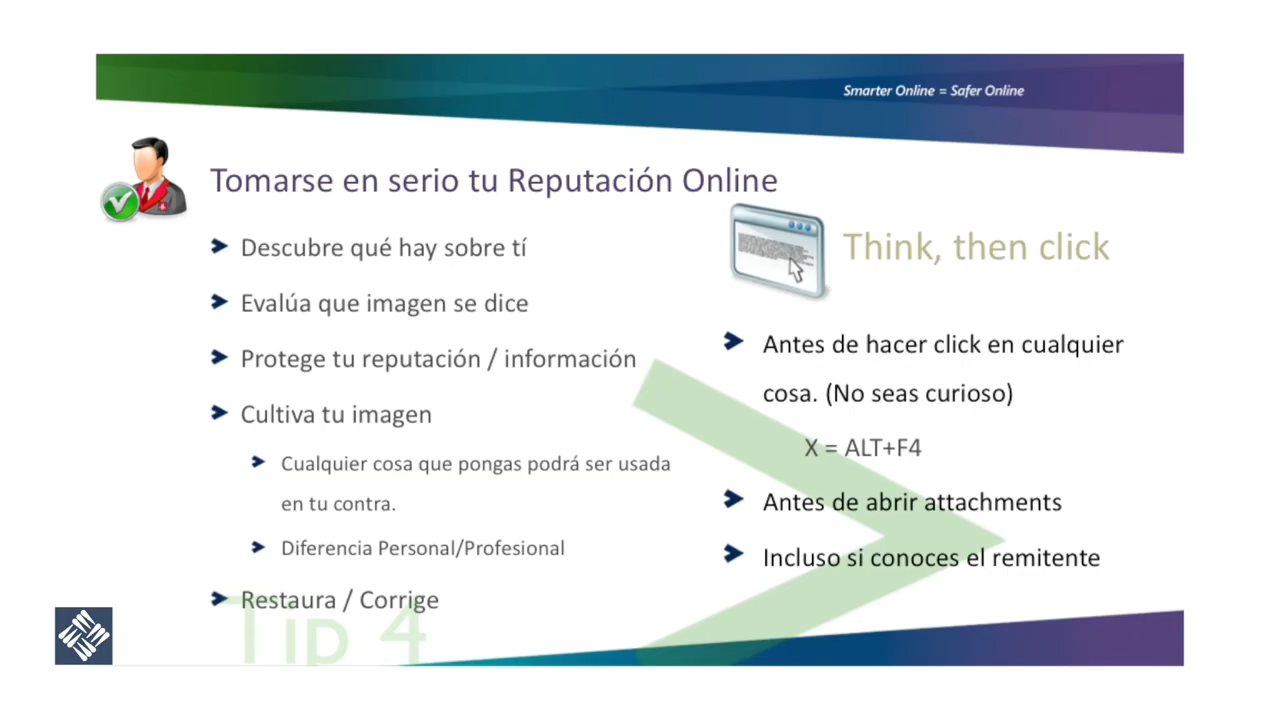 Smarter Online = Safer Online
Tomarse en serio tu Reputación Online
Descubre qué hay sobre tí
Evalúa que imagen se dice
Protege tu reputación / información
Cultiva tu imagen
Cualquier cosa que pongas podrá ser usada
en tu contra.
Diferencia Personal/Profesional
Restaura / Corrige
Tip 4
Think, then click
Antes de hacer click en cualquier
cosa. (No seas curioso)
X = ALT+F4
Antes de abrir attachments
Incluso si conoces el remitente